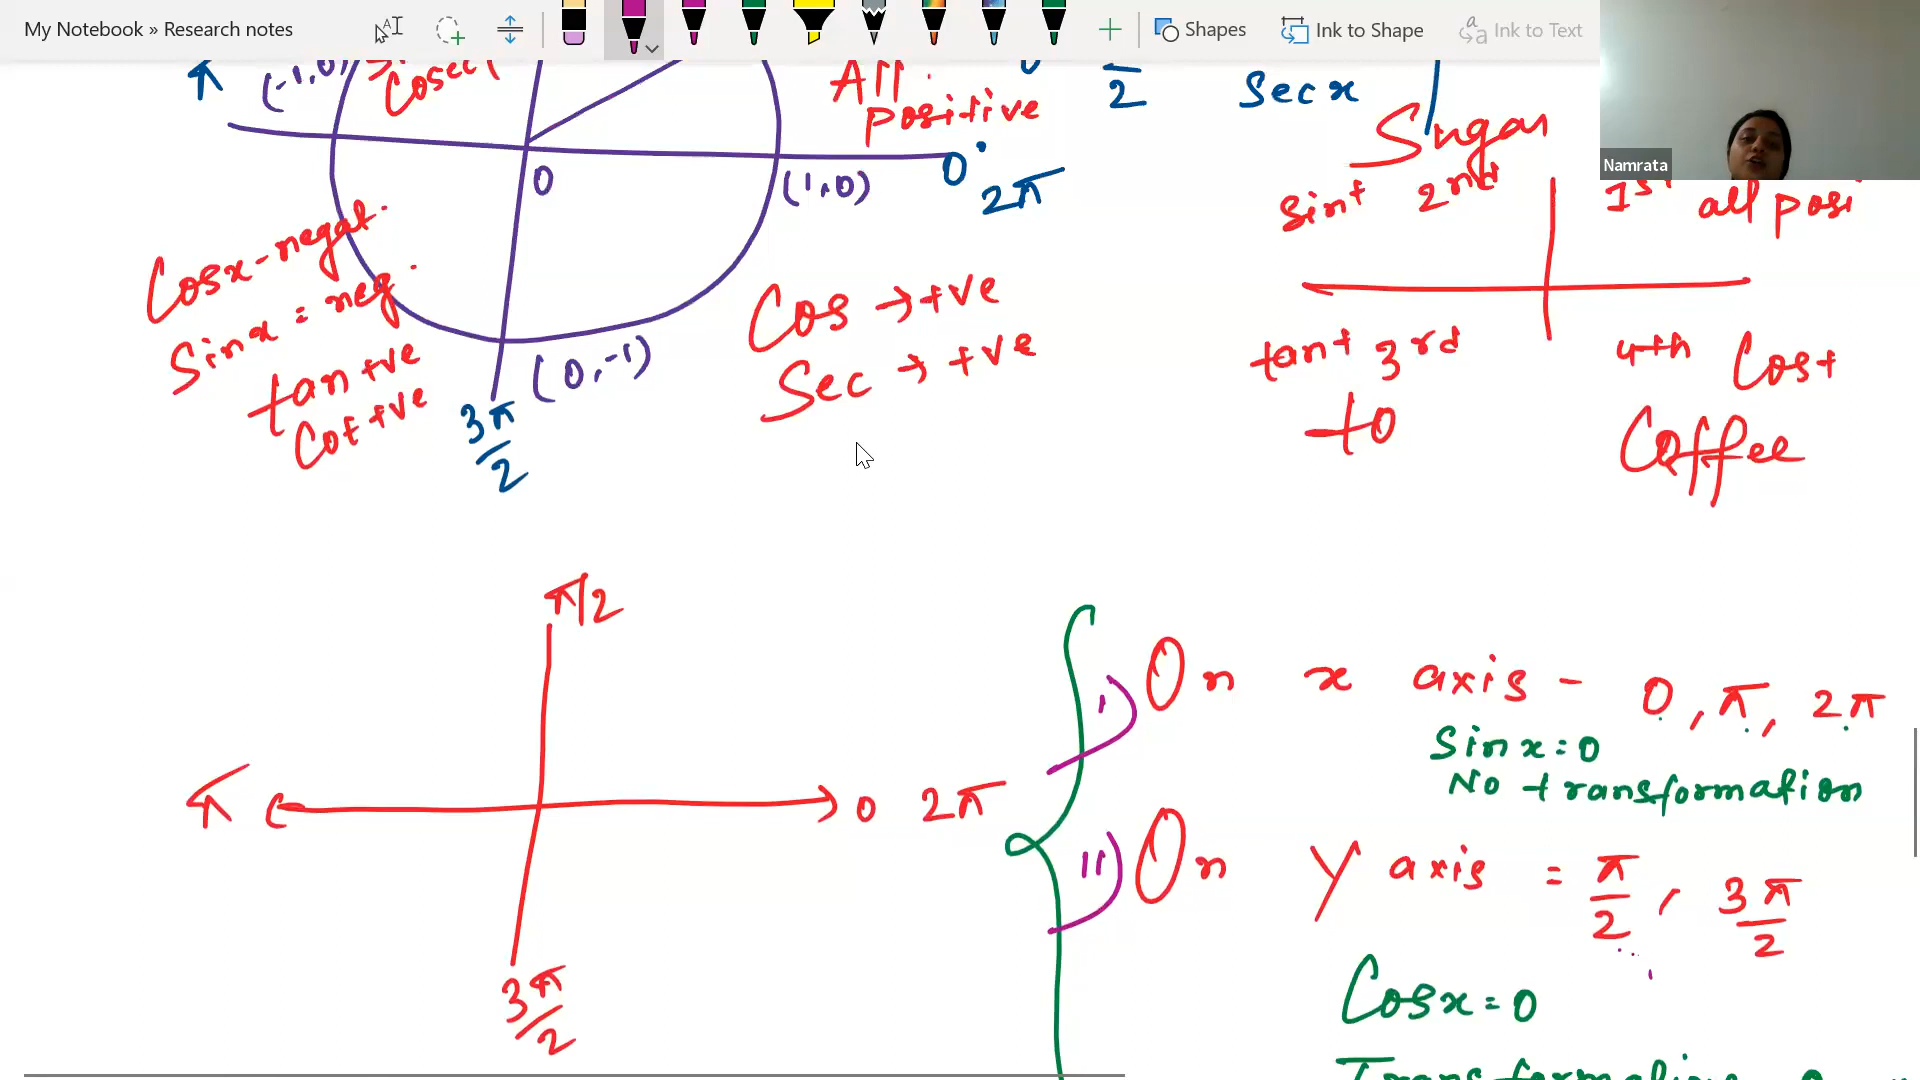 My Notebook » Research notes
Shapes
Ink to Shape
Ink to Text
Namrata
π
(-1,0)
Cosec
All
positive
0
2π
0
(1,0)
2
Sec x
Sugar
sin+ 2nd
1st all posi
tan+ 3rd
4th Cos+
to
Coffee
Cosx-negat.
Sinx = neg.
tan +ve
Cot +ve
(0,-1)
3π
2
Cos → +ve
Sec → +ve
π/2
π
0 2π
3π
2
i) On x axis - 0, π, 2π
Sin x = 0
No transformation
ii) On Y axis = π/2, 3π/2
Cos x = 0